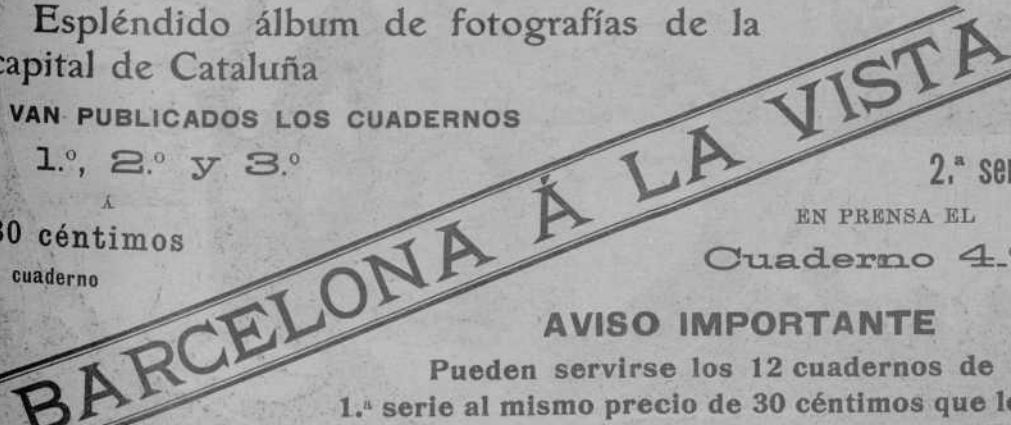 Espléndido álbum de fotografías de la
capital de Cataluña
VAN PUBLICADOS LOS CUADERNOS
1.º, 2.º y 3.º
Á
30 céntimos
cuaderno
BARCELONA Á LA VISTA
2.ª
EN PRENSA EL
Cuaderno 4.º
AVISO IMPORTANTE
Pueden servirse los 12 cuadernos de
1.ª serie al mismo precio de 30 céntimos que